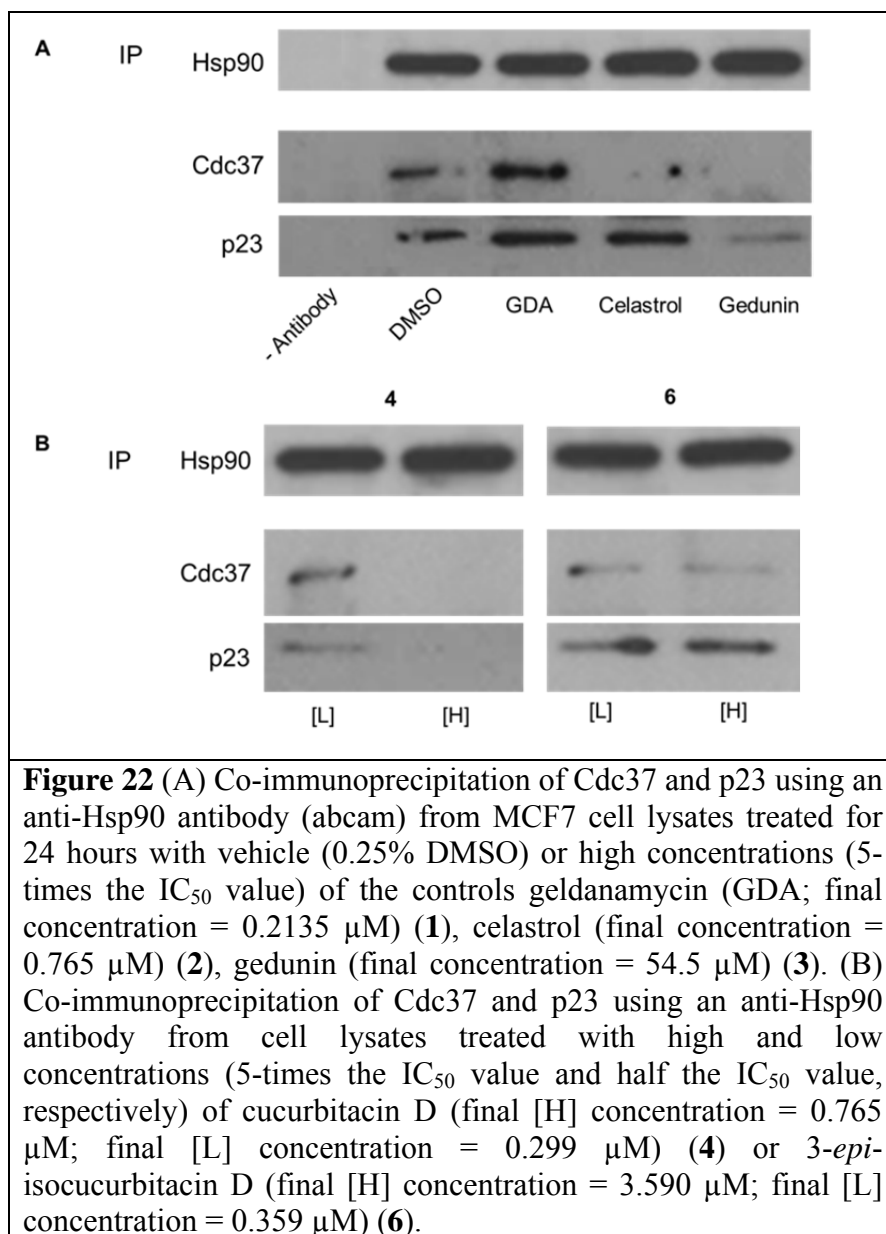 A IP Hsp90
Cdc37
p23
- Antibody DMSO GDA Celastrol Gedunin
4 6
B IP Hsp90
Cdc37
p23
[L] [H] [L] [H]
Figure 22 (A) Co-immunoprecipitation of Cdc37 and p23 using an
anti-Hsp90 antibody (abcam) from MCF7 cell lysates treated for
24 hours with vehicle (0.25% DMSO) or high concentrations (5-
times the IC50 value) of the controls geldanamycin (GDA; final
concentration = 0.2135 µM) (1), celastrol (final concentration =
0.765 µM) (2), gedunin (final concentration = 54.5 µM) (3). (B)
Co-immunoprecipitation of Cdc37 and p23 using an anti-Hsp90
antibody from cell lysates treated with high and low
concentrations (5-times the IC50 value and half the IC50 value,
respectively) of cucurbitacin D (final [H] concentration = 0.765
µM; final [L] concentration = 0.299 µM) (4) or 3-epi-
isocucurbitacin D (final [H] concentration = 3.590 µM; final [L]
concentration = 0.359 µM) (6).